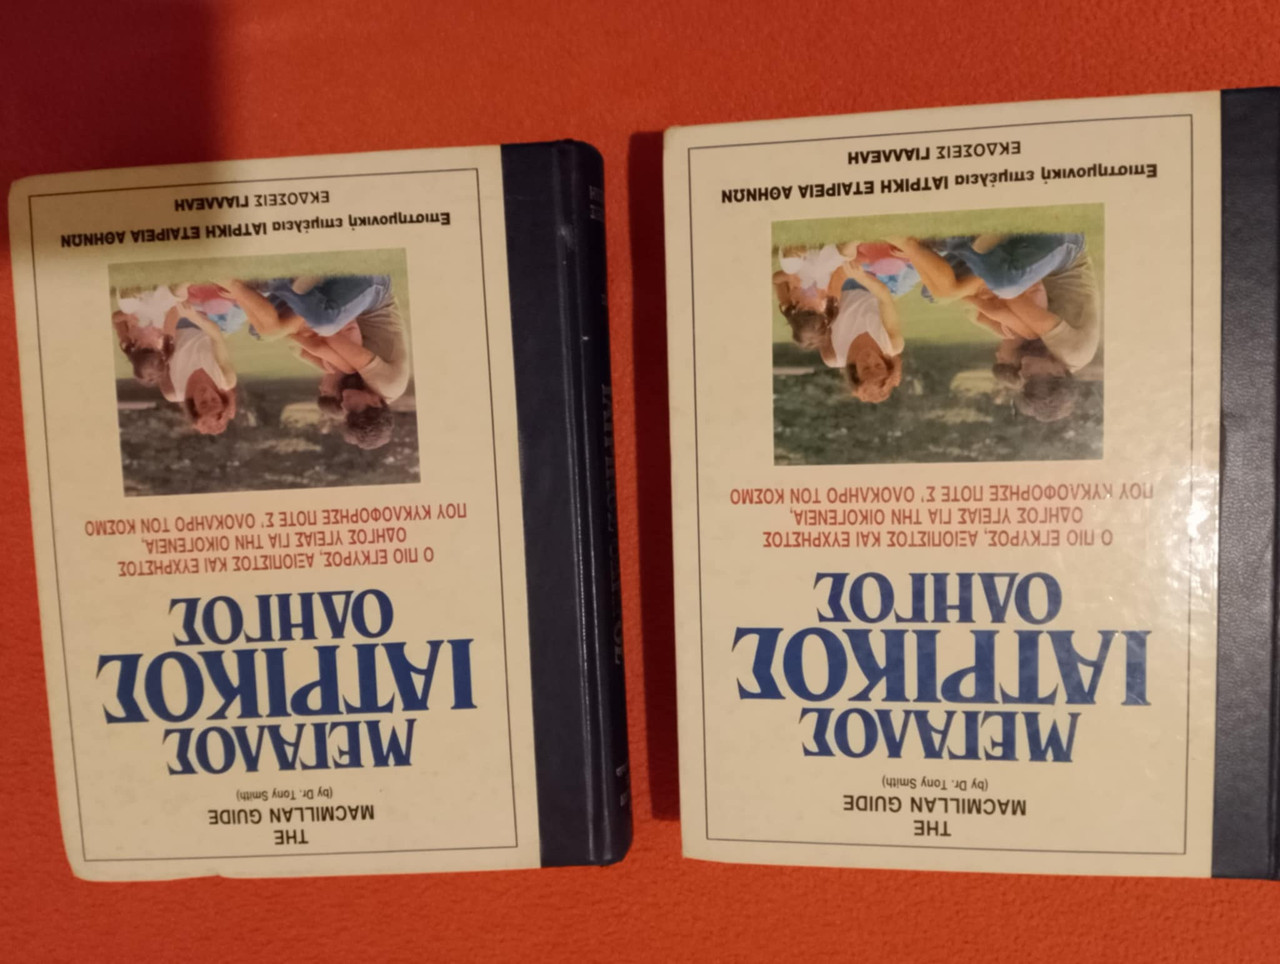 THE
MACMILLAN GUIDE
(by Dr. Tony Smith)
ΜΕΓΑΛΟΣ
ΙΑΤΡΙΚΟΣ
ΟΔΗΓΟΣ
Ο ΠΙΟ ΕΓΚΥΡΟΣ, ΑΞΙΟΠΙΣΤΟΣ ΚΑΙ ΕΥΧΡΗΣΤΟΣ
ΟΔΗΓΟΣ ΥΓΕΙΑΣ ΓΙΑ ΤΗΝ ΟΙΚΟΓΕΝΕΙΑ,
ΠΟΥ ΚΥΚΛΟΦΟΡΗΣΕ ΠΟΤΕ Σ' ΟΛΟΚΛΗΡΟ ΤΟΝ ΚΟΣΜΟ
Επιστημονική επιμέλεια ΙΑΤΡΙΚΗ ΕΤΑΙΡΕΙΑ ΑΘΗΝΩΝ
ΕΚΔΟΣΕΙΣ ΓΙΑΛΛΕΛΗ
THE
MACMILLAN GUIDE
(by Dr. Tony Smith)
ΜΕΓΑΛΟΣ
ΙΑΤΡΙΚΟΣ
ΟΔΗΓΟΣ
Ο ΠΙΟ ΕΓΚΥΡΟΣ, ΑΞΙΟΠΙΣΤΟΣ ΚΑΙ ΕΥΧΡΗΣΤΟΣ
ΟΔΗΓΟΣ ΥΓΕΙΑΣ ΓΙΑ ΤΗΝ ΟΙΚΟΓΕΝΕΙΑ,
ΠΟΥ ΚΥΚΛΟΦΟΡΗΣΕ ΠΟΤΕ Σ' ΟΛΟΚΛΗΡΟ ΤΟΝ ΚΟΣΜΟ
Επιστημονική επιμέλεια ΙΑΤΡΙΚΗ ΕΤΑΙΡΕΙΑ ΑΘΗΝΩΝ
ΕΚΔΟΣΕΙΣ ΓΙΑΛΛΕΛΗ